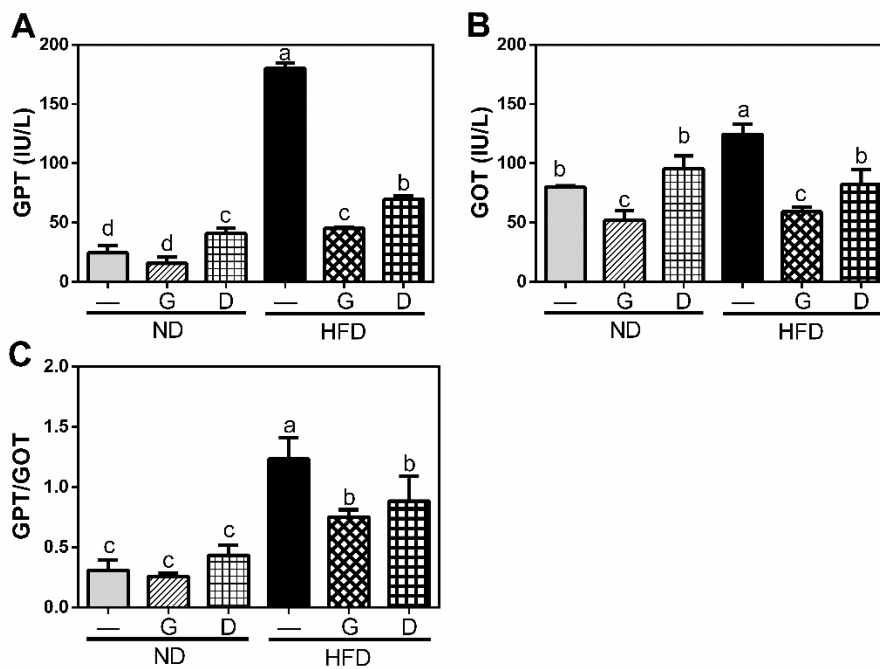 A
GPT (IU/L)
200
150
100
50
0
d
d
c
a
c
b
— G D — G D
ND HFD
B
GOT (IU/L)
200
150
100
50
0
b
c
b
a
c
b
— G D — G D
ND HFD
C
GPT/GOT
2.0
1.5
1.0
0.5
0.0
c
c
c
a
b
b
— G D — G D
ND HFD